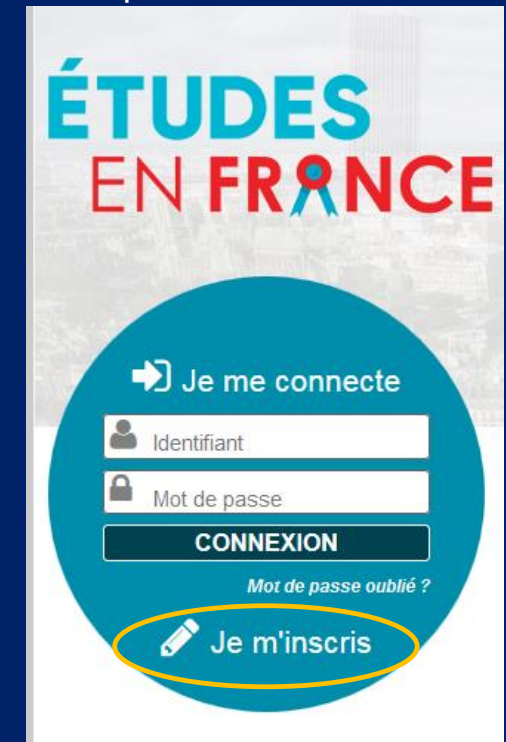 ÉTUDES
EN FRANCE
Je me connecte
Identifiant
Mot de passe
CONNEXION
Mot de passe oublié ?
Je m'inscris